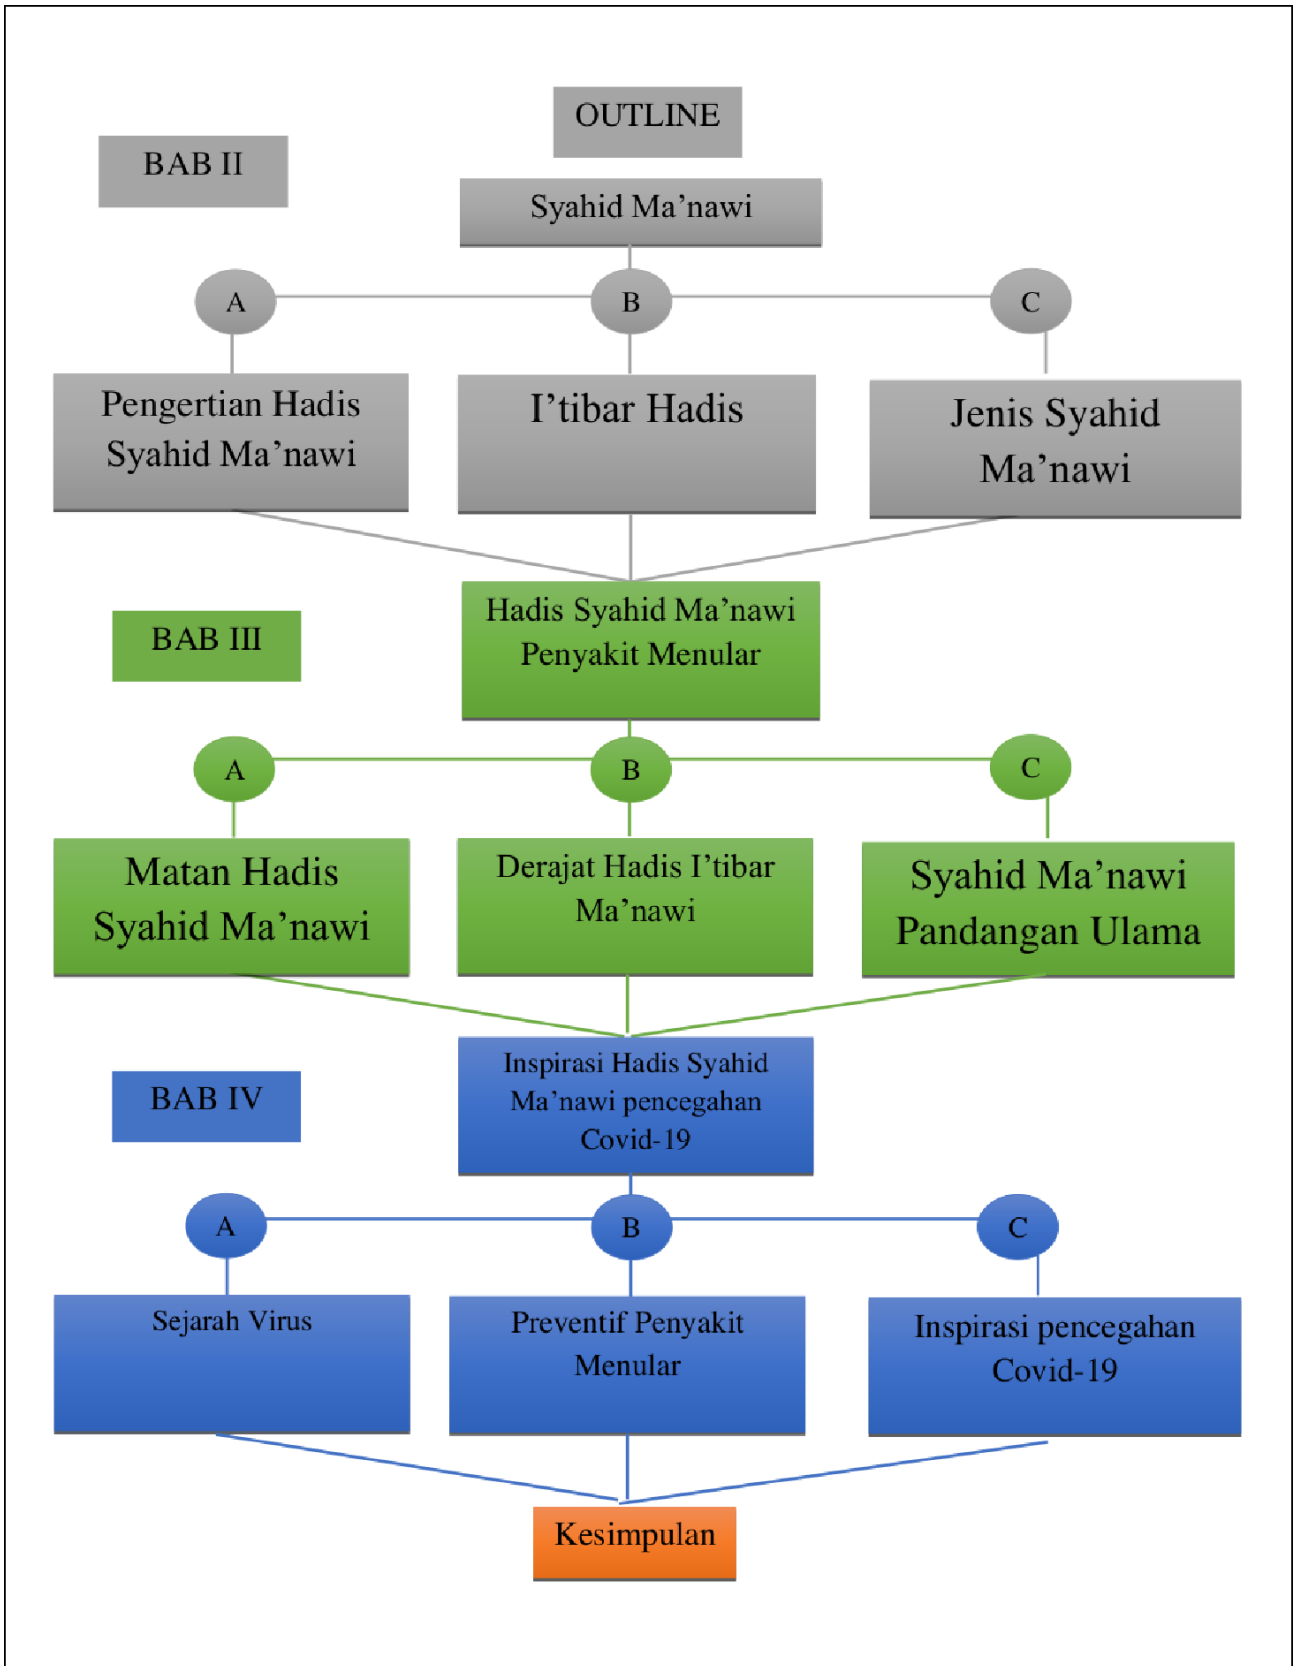 OUTLINE
BAB II
Syahid Ma’nawi
A
B
C
Pengertian Hadis
Syahid Ma’nawi
I’tibar Hadis
Jenis Syahid
Ma’nawi
BAB III
Hadis Syahid Ma’nawi
Penyakit Menular
A
B
C
Matan Hadis
Syahid Ma’nawi
Derajat Hadis I’tibar
Ma’nawi
Syahid Ma’nawi
Pandangan Ulama
BAB IV
Inspirasi Hadis Syahid
Ma’nawi pencegahan
Covid-19
A
B
C
Sejarah Virus
Preventif Penyakit
Menular
Inspirasi pencegahan
Covid-19
Kesimpulan